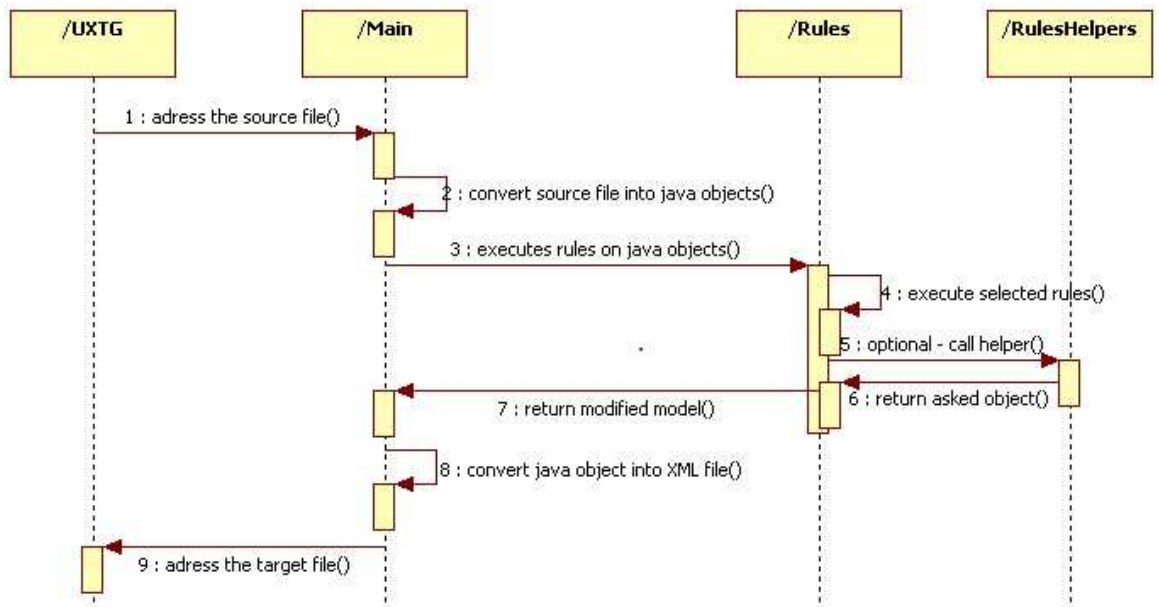 /UXTG
/Main
/Rules
/RulesHelpers
1 : adress the source file()
2 : convert source file into java objects()
3 : executes rules on java objects()
4 : execute selected rules()
5 : optional - call helper()
6 : return asked object()
7 : return modified model()
8 : convert java object into XML file()
9 : adress the target file()